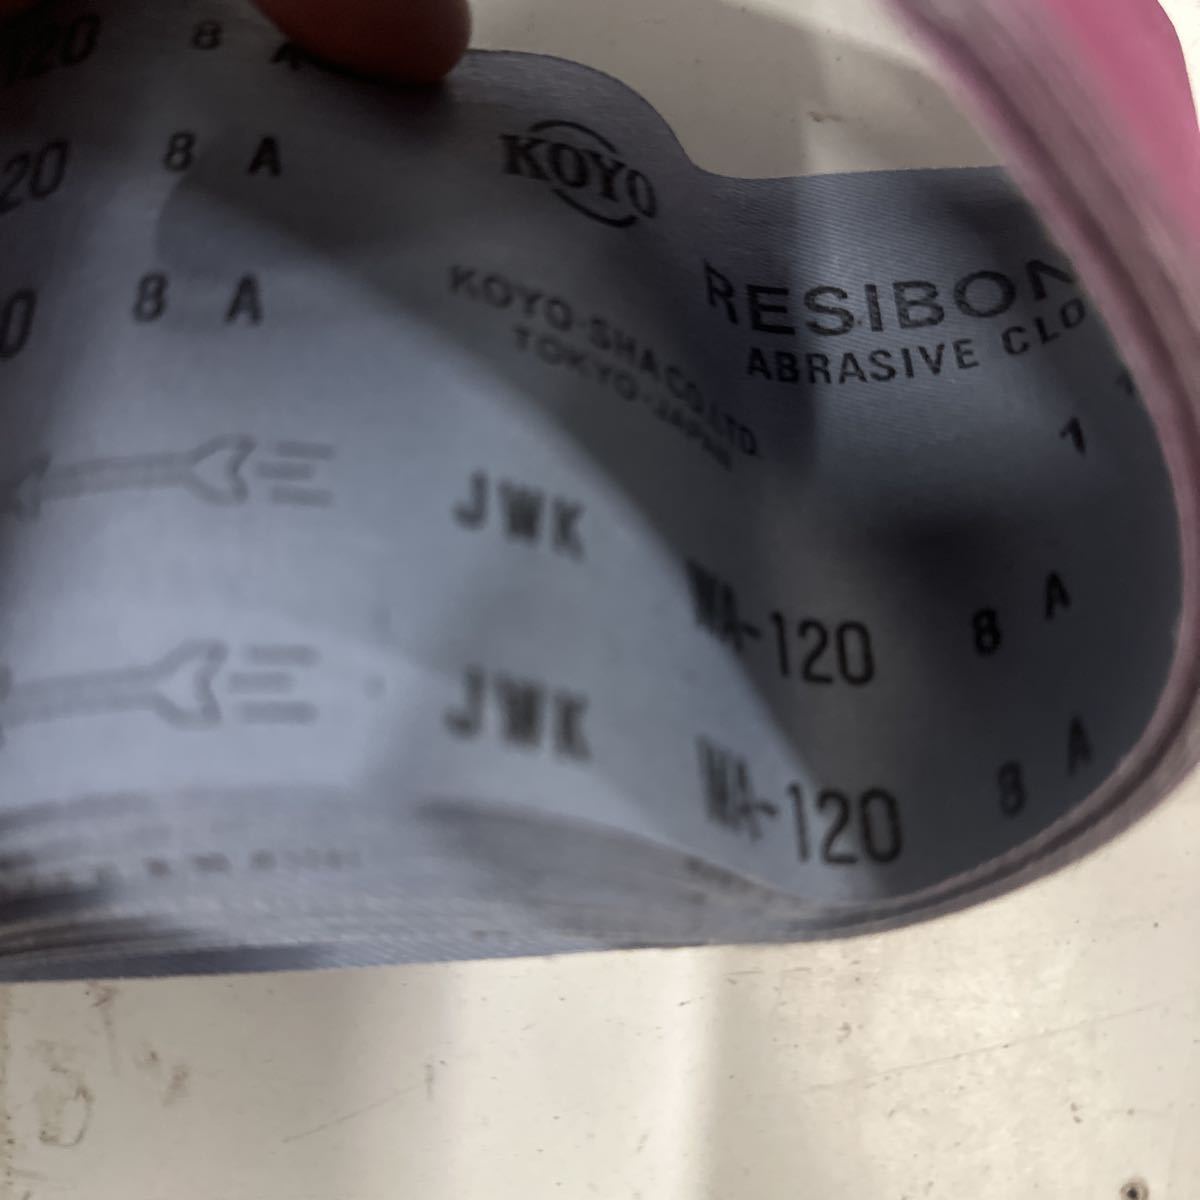 120 8 A
20 8 A
0 8 A
KOYO
KOYO-SHA CO., LTD.
TOKYO-JAPAN
RESIBON
ABRASIVE CLO
1
JWK WA-120 8 A
JWK WA-120 8 A